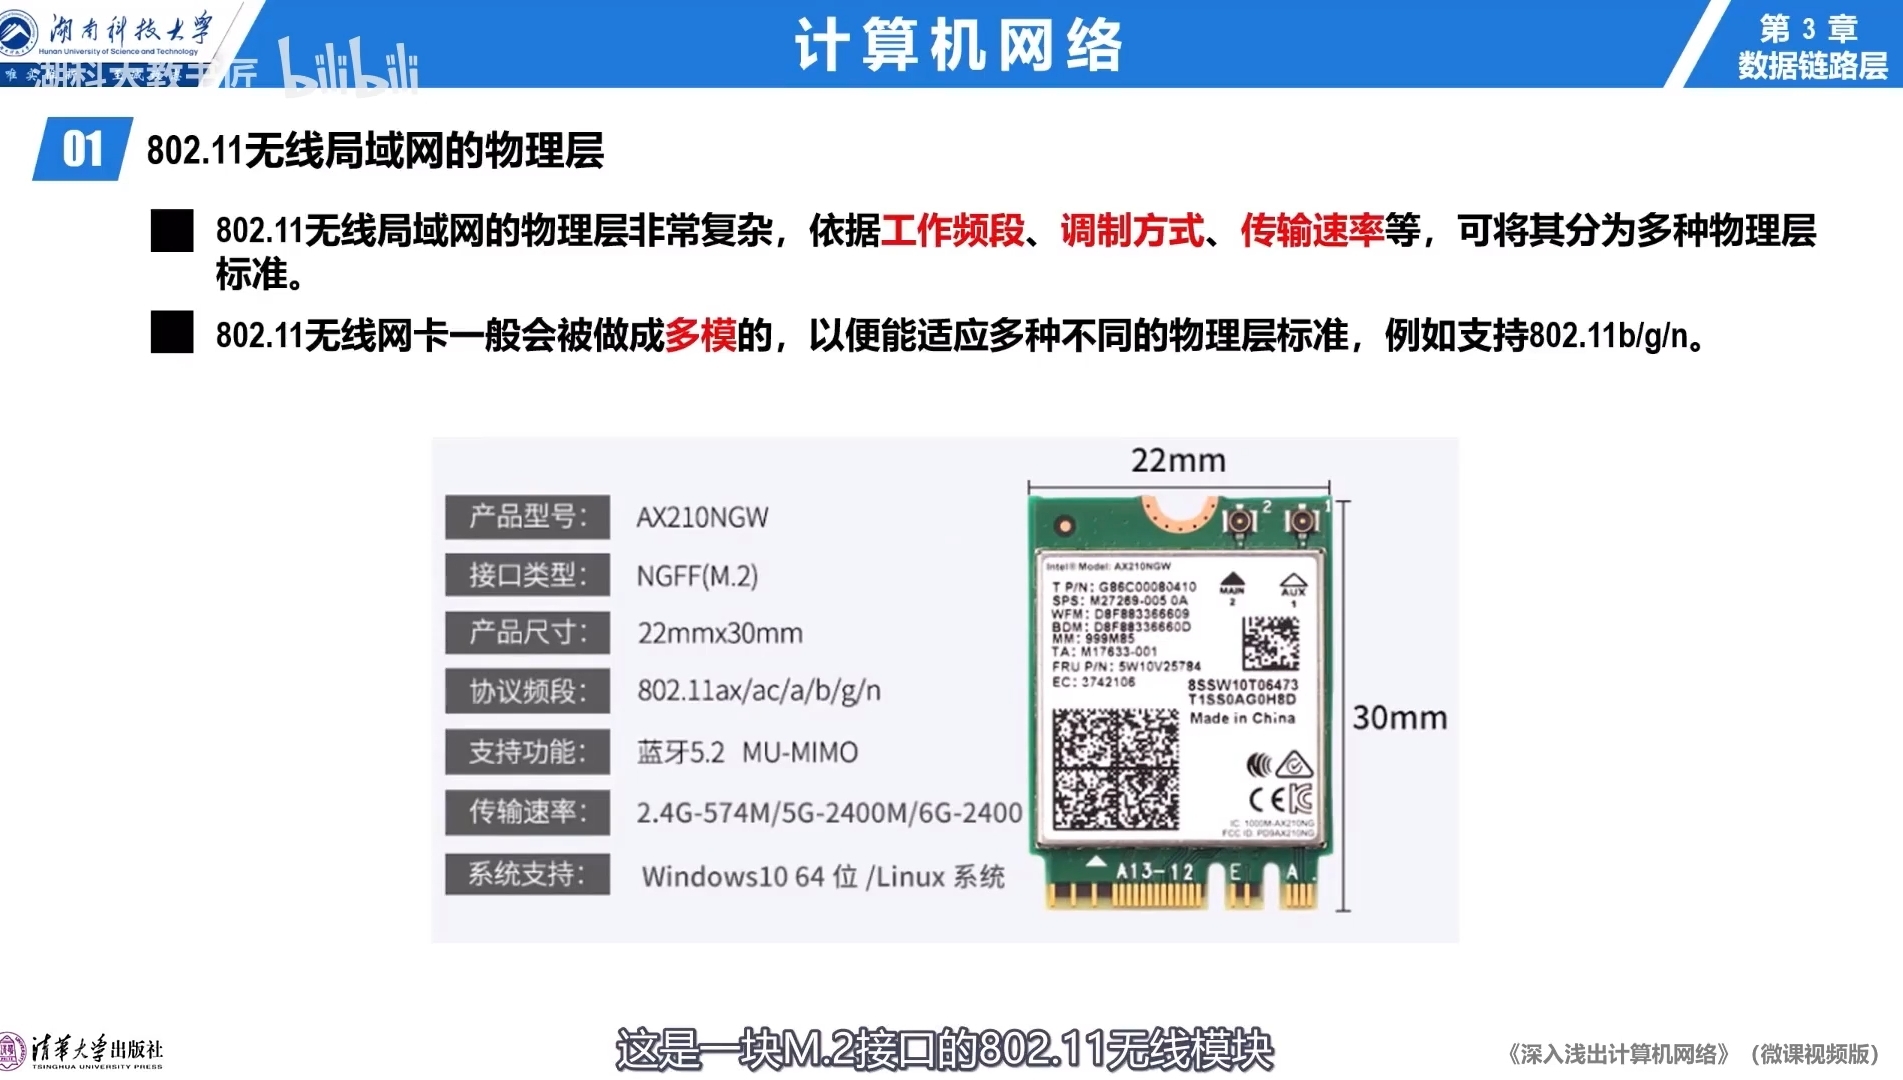 湖南科技大学
Hunan University of Science and Technology
湖科大教书匠 bilibili
计算机网络
第 3 章
数据链路层
01 802.11无线局域网的物理层
802.11无线局域网的物理层非常复杂，依据工作频段、调制方式、传输速率等，可将其分为多种物理层
标准。
802.11无线网卡一般会被做成多模的，以便能适应多种不同的物理层标准，例如支持802.11b/g/n。
产品型号： AX210NGW
接口类型： NGFF(M.2)
产品尺寸： 22mmx30mm
协议频段： 802.11ax/ac/a/b/g/n
支持功能： 蓝牙5.2 MU-MIMO
传输速率： 2.4G-574M/5G-2400M/6G-2400
系统支持： Windows10 64 位 /Linux 系统
22mm
2 1
Intel® Model: AX210NGW
T P/N: G86C00080410
SPS: M27269-005 0A
WFM: D8F883366609
BDM: D8F88336660D
MM: 999M85
TA: M17633-001
FRU P/N: 5W10V25784
EC: 3742106
MAIN
2
AUX
1
8SSW10T06473
T1SS0AG0H8D
Made in China
CE
IC: 1000M-AX210NG
FCC ID: PD9AX210NG
A13-12 E A
30mm
这是一块M.2接口的802.11无线模块
清华大学出版社
TSINGHUA UNIVERSITY PRESS
《深入浅出计算机网络》（微课视频版）